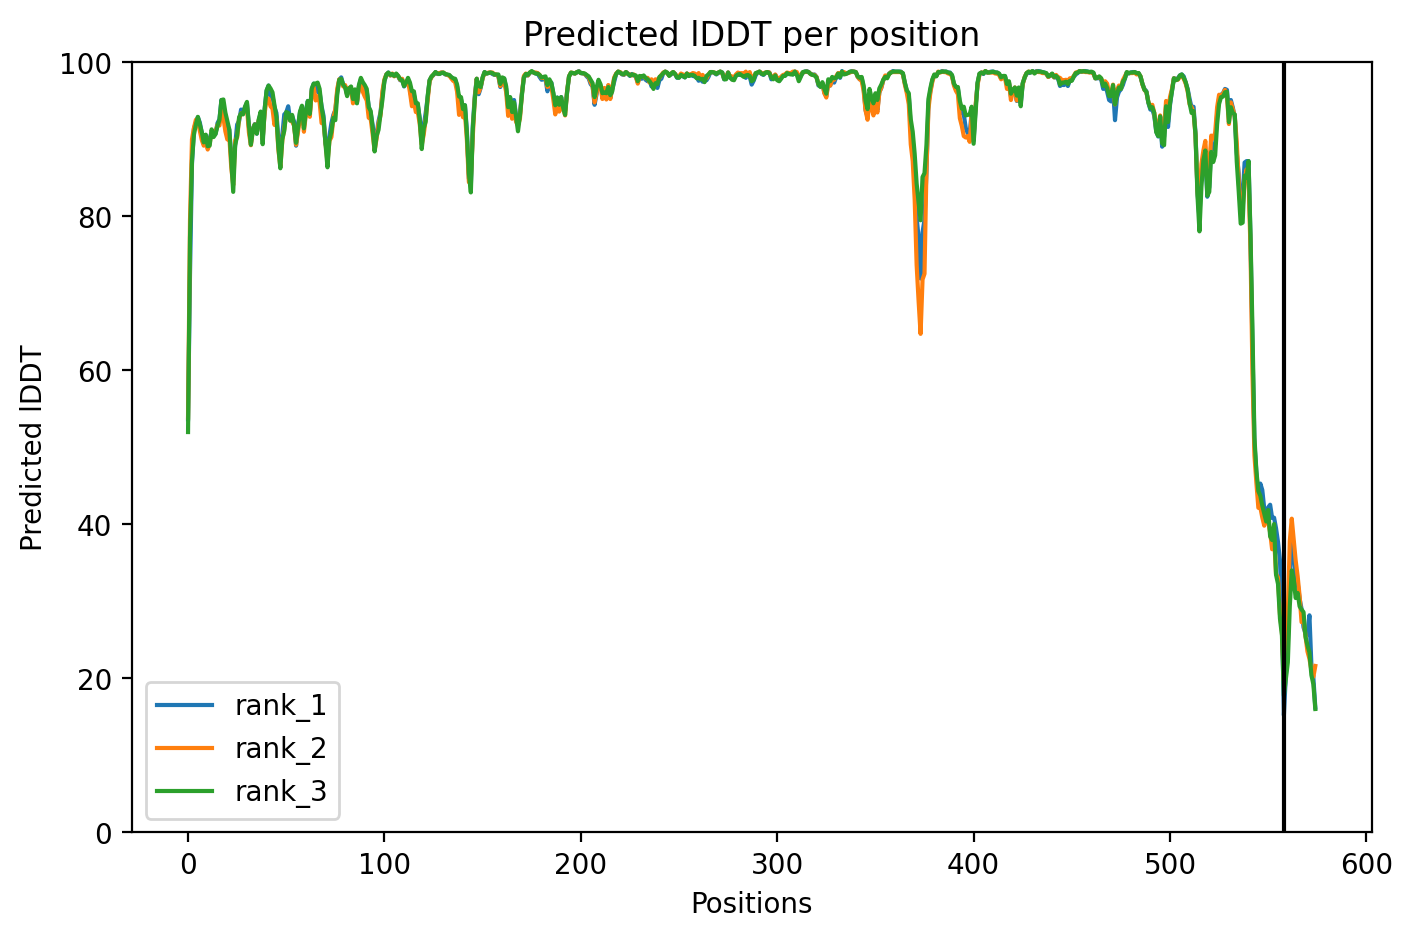 Predicted lDDT per position
100
80
60
40
20
0
Predicted lDDT
rank_1
rank_2
rank_3
0 100 200 300 400 500 600
Positions